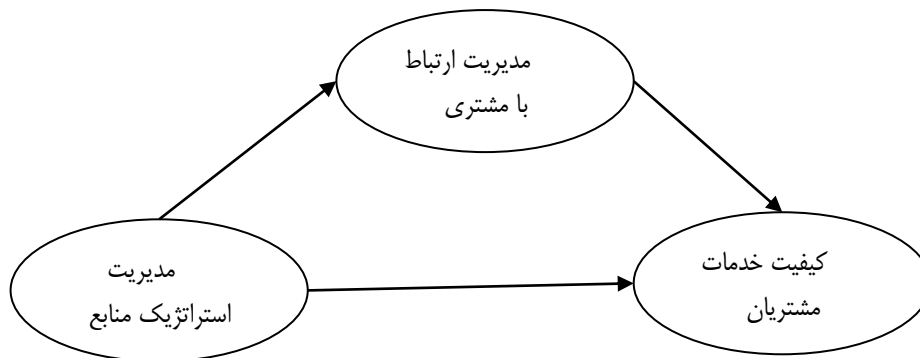 مدیریت ارتباط
با مشتری
کیفیت خدمات
مشتریان
مدیریت
استراتژیک منابع